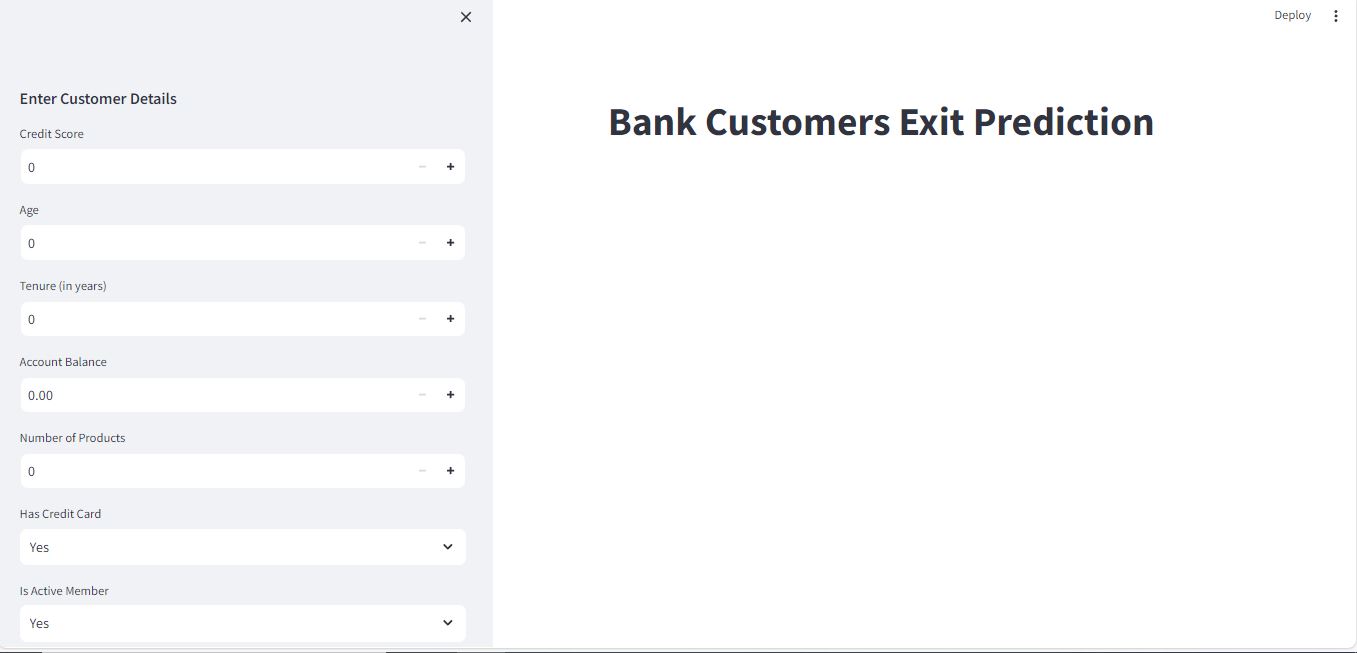 Deploy
Enter Customer Details
Credit Score
0
Age
0
Tenure (in years)
0
Account Balance
0.00
Number of Products
0
Has Credit Card
Yes
Is Active Member
Yes
Bank Customers Exit Prediction